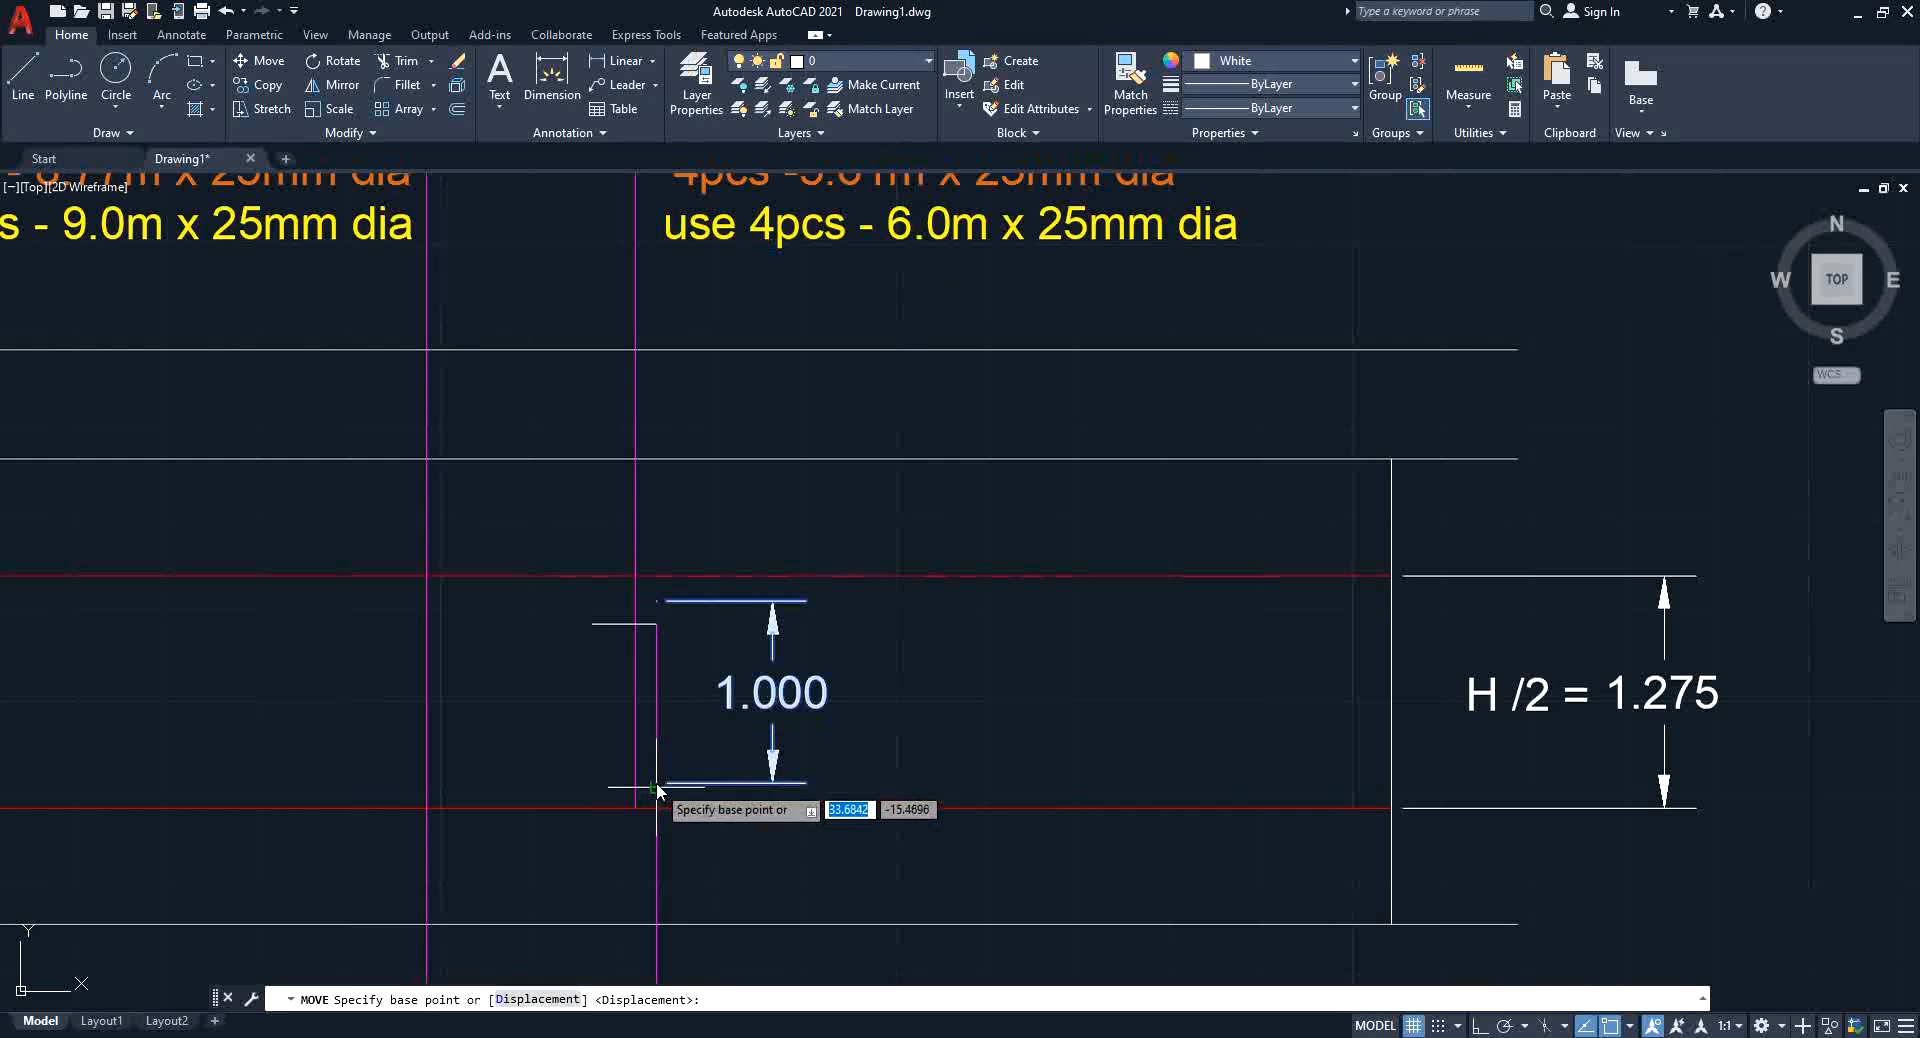 Autodesk AutoCAD 2021 Drawing1.dwg
Type a keyword or phrase
Sign In
Home Insert Annotate Parametric View Manage Output Add-ins Collaborate Express Tools Featured Apps
Line
Polyline
Circle
Arc
Draw
Move Rotate Trim
Copy Mirror Fillet
Stretch Scale Array
Modify
Text
Dimension
Linear
Leader
Table
Annotation
Layer
Properties
0
Make Current
Match Layer
Layers
Insert
Create
Edit
Edit Attributes
Block
Match
Properties
White
ByLayer
ByLayer
Properties
Group
Groups
Measure
Utilities
Paste
Clipboard
Base
View
Start
Drawing1*
[−][Top][2D Wireframe]
4pcs -5.61m x 25mm dia
s - 9.0m x 25mm dia
use 4pcs - 6.0m x 25mm dia
N
W
TOP
E
S
WCS
1.000
H /2 = 1.275
Specify base point or 33.6842 -15.4696
Y
X
MOVE Specify base point or [Displacement] <Displacement>:
Model Layout1 Layout2
MODEL
1:1